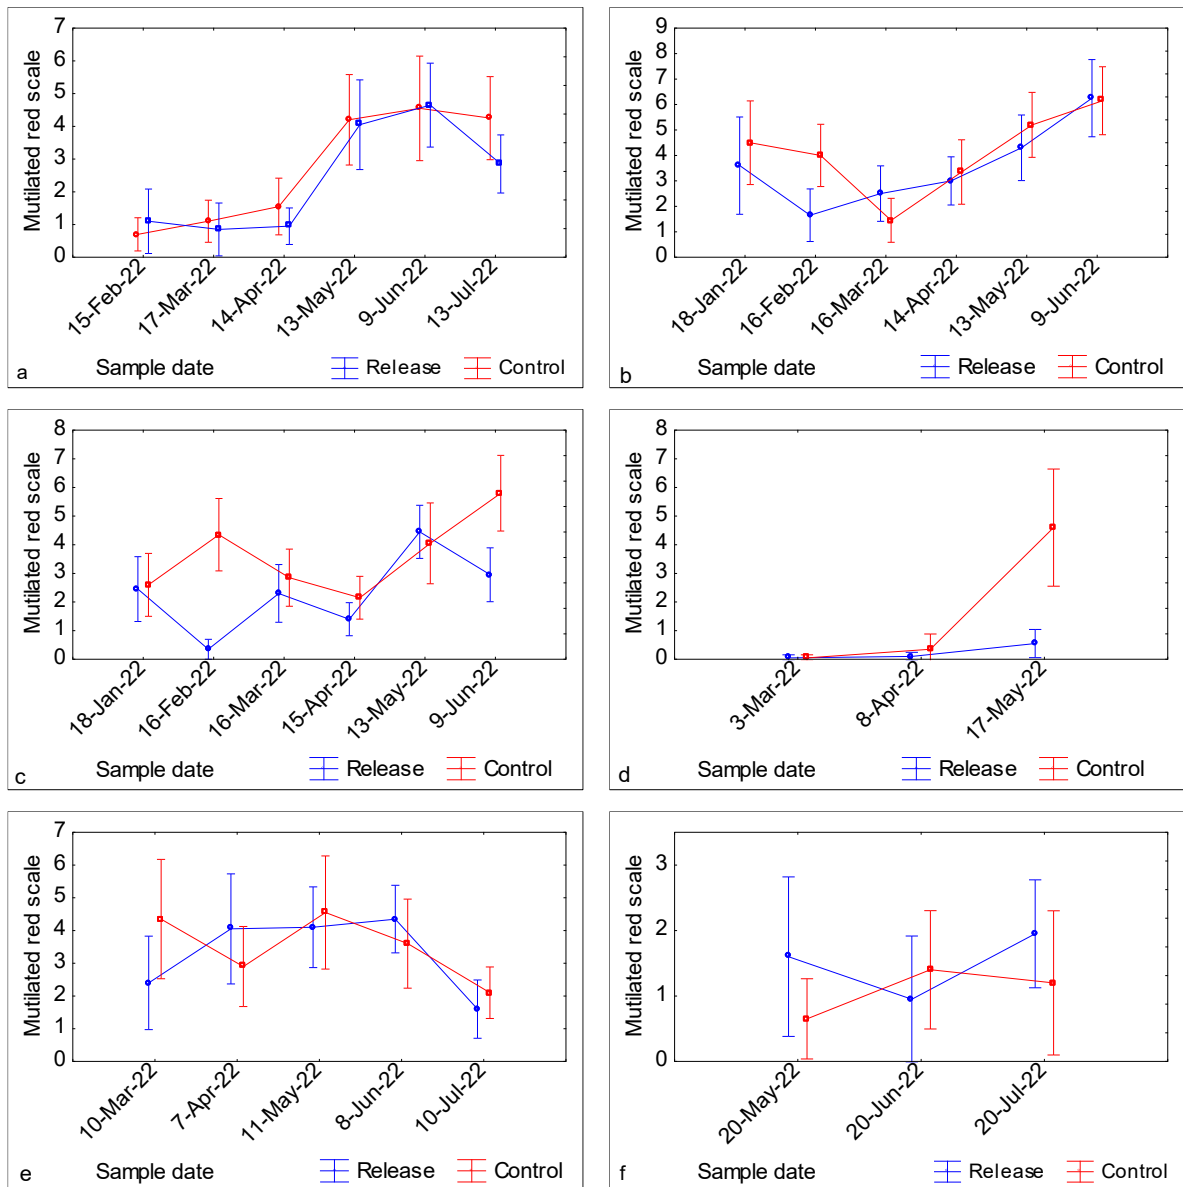 Mutilated red scale
7
6
5
4
3
2
1
0
15-Feb-22
17-Mar-22
14-Apr-22
13-May-22
9-Jun-22
13-Jul-22
a Sample date Release Control
Mutilated red scale
9
8
7
6
5
4
3
2
1
0
18-Jan-22
16-Feb-22
16-Mar-22
14-Apr-22
13-May-22
9-Jun-22
b Sample date Release Control
Mutilated red scale
8
7
6
5
4
3
2
1
0
18-Jan-22
16-Feb-22
16-Mar-22
15-Apr-22
13-May-22
9-Jun-22
c Sample date Release Control
Mutilated red scale
8
7
6
5
4
3
2
1
0
3-Mar-22
8-Apr-22
17-May-22
d Sample date Release Control
Mutilated red scale
7
6
5
4
3
2
1
0
10-Mar-22
7-Apr-22
11-May-22
8-Jun-22
10-Jul-22
e Sample date Release Control
Mutilated red scale
3
2
1
0
20-May-22
20-Jun-22
20-Jul-22
f Sample date Release Control